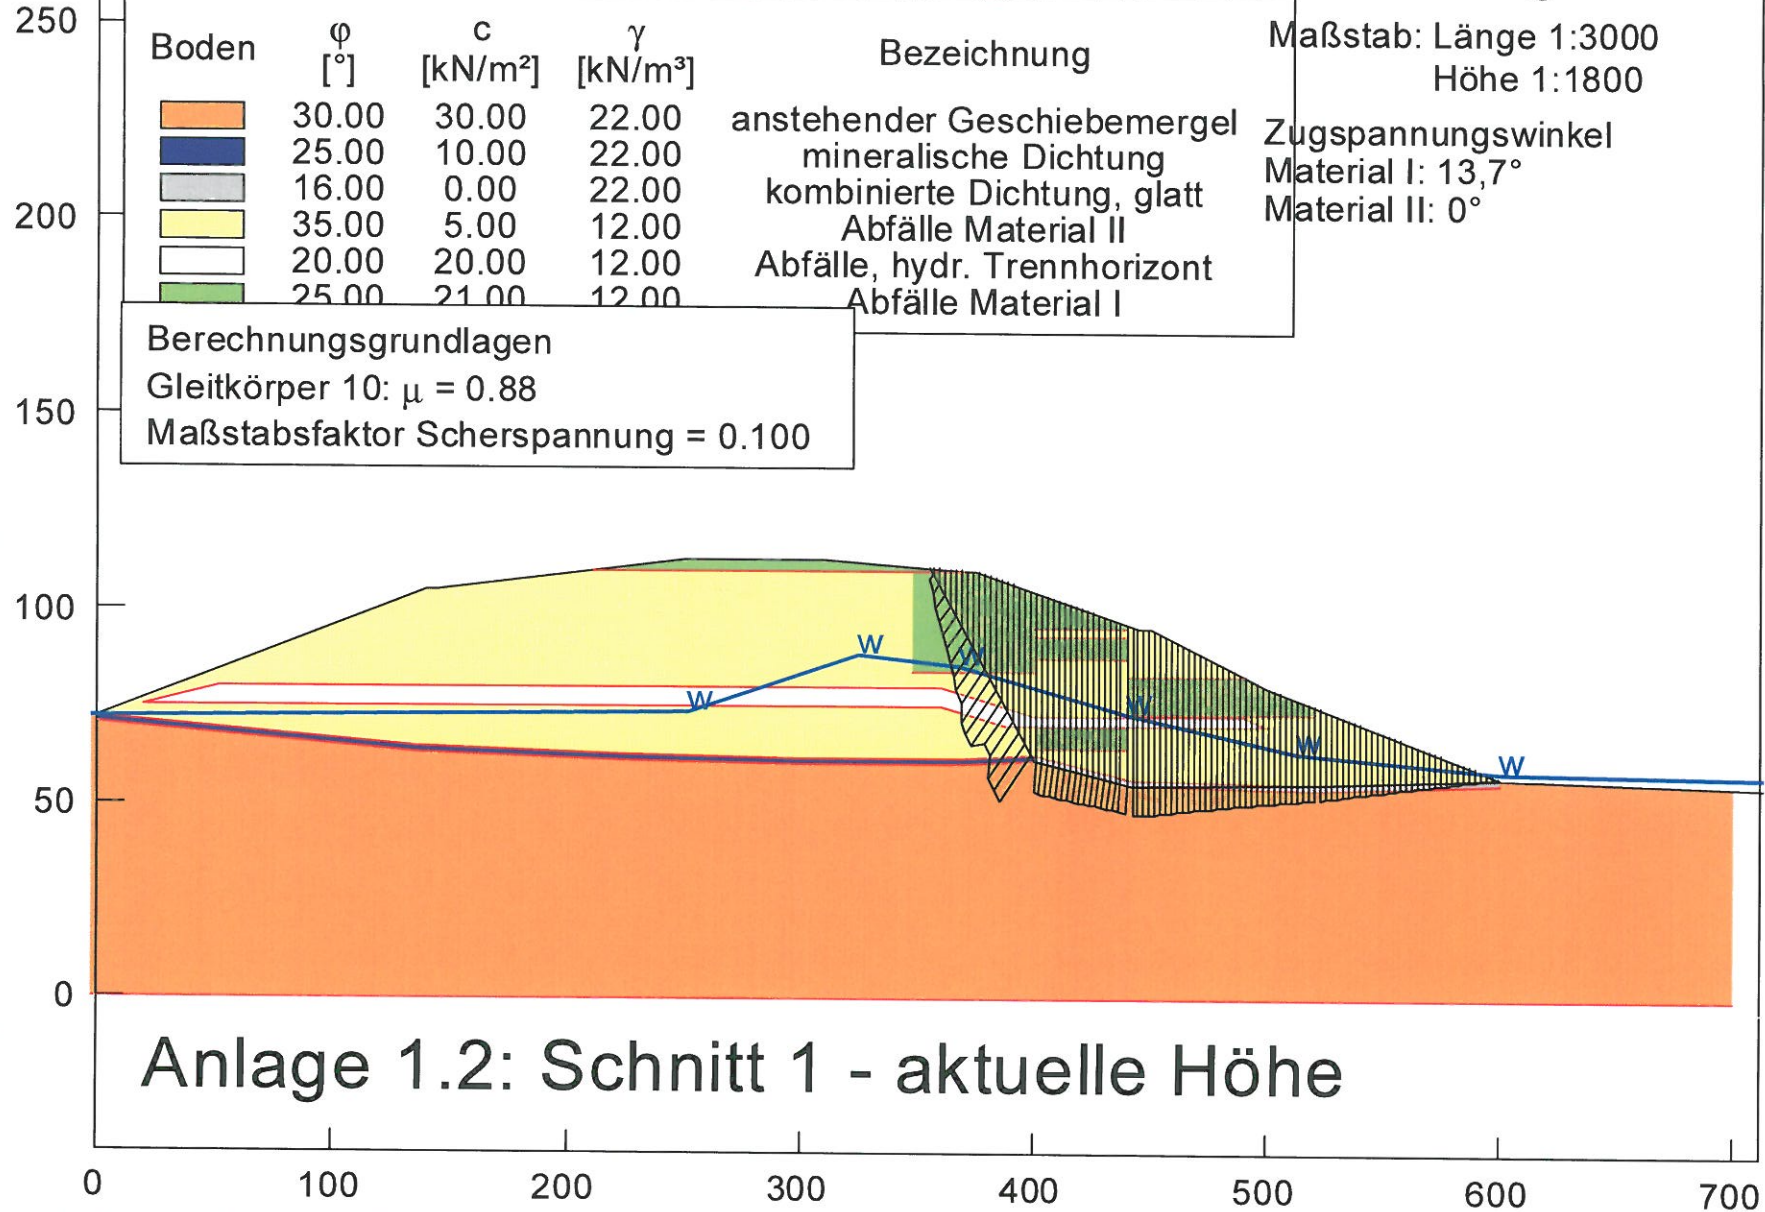 250
200
150
100
50
0
Boden φ c γ Bezeichnung
[°] [kN/m²] [kN/m³]
30.00 30.00 22.00 anstehender Geschiebemergel
25.00 10.00 22.00 mineralische Dichtung
16.00 0.00 22.00 kombinierte Dichtung, glatt
35.00 5.00 12.00 Abfälle Material II
20.00 20.00 12.00 Abfälle, hydr. Trennhorizont
25.00 21.00 12.00 Abfälle Material I
Maßstab: Länge 1:3000
Höhe 1:1800
Zugspannungswinkel
Material I: 13,7°
Material II: 0°
Berechnungsgrundlagen
Gleitkörper 10: μ = 0.88
Maßstabsfaktor Scherspannung = 0.100
W
W
W
W
W
W
Anlage 1.2: Schnitt 1 - aktuelle Höhe
0 100 200 300 400 500 600 700